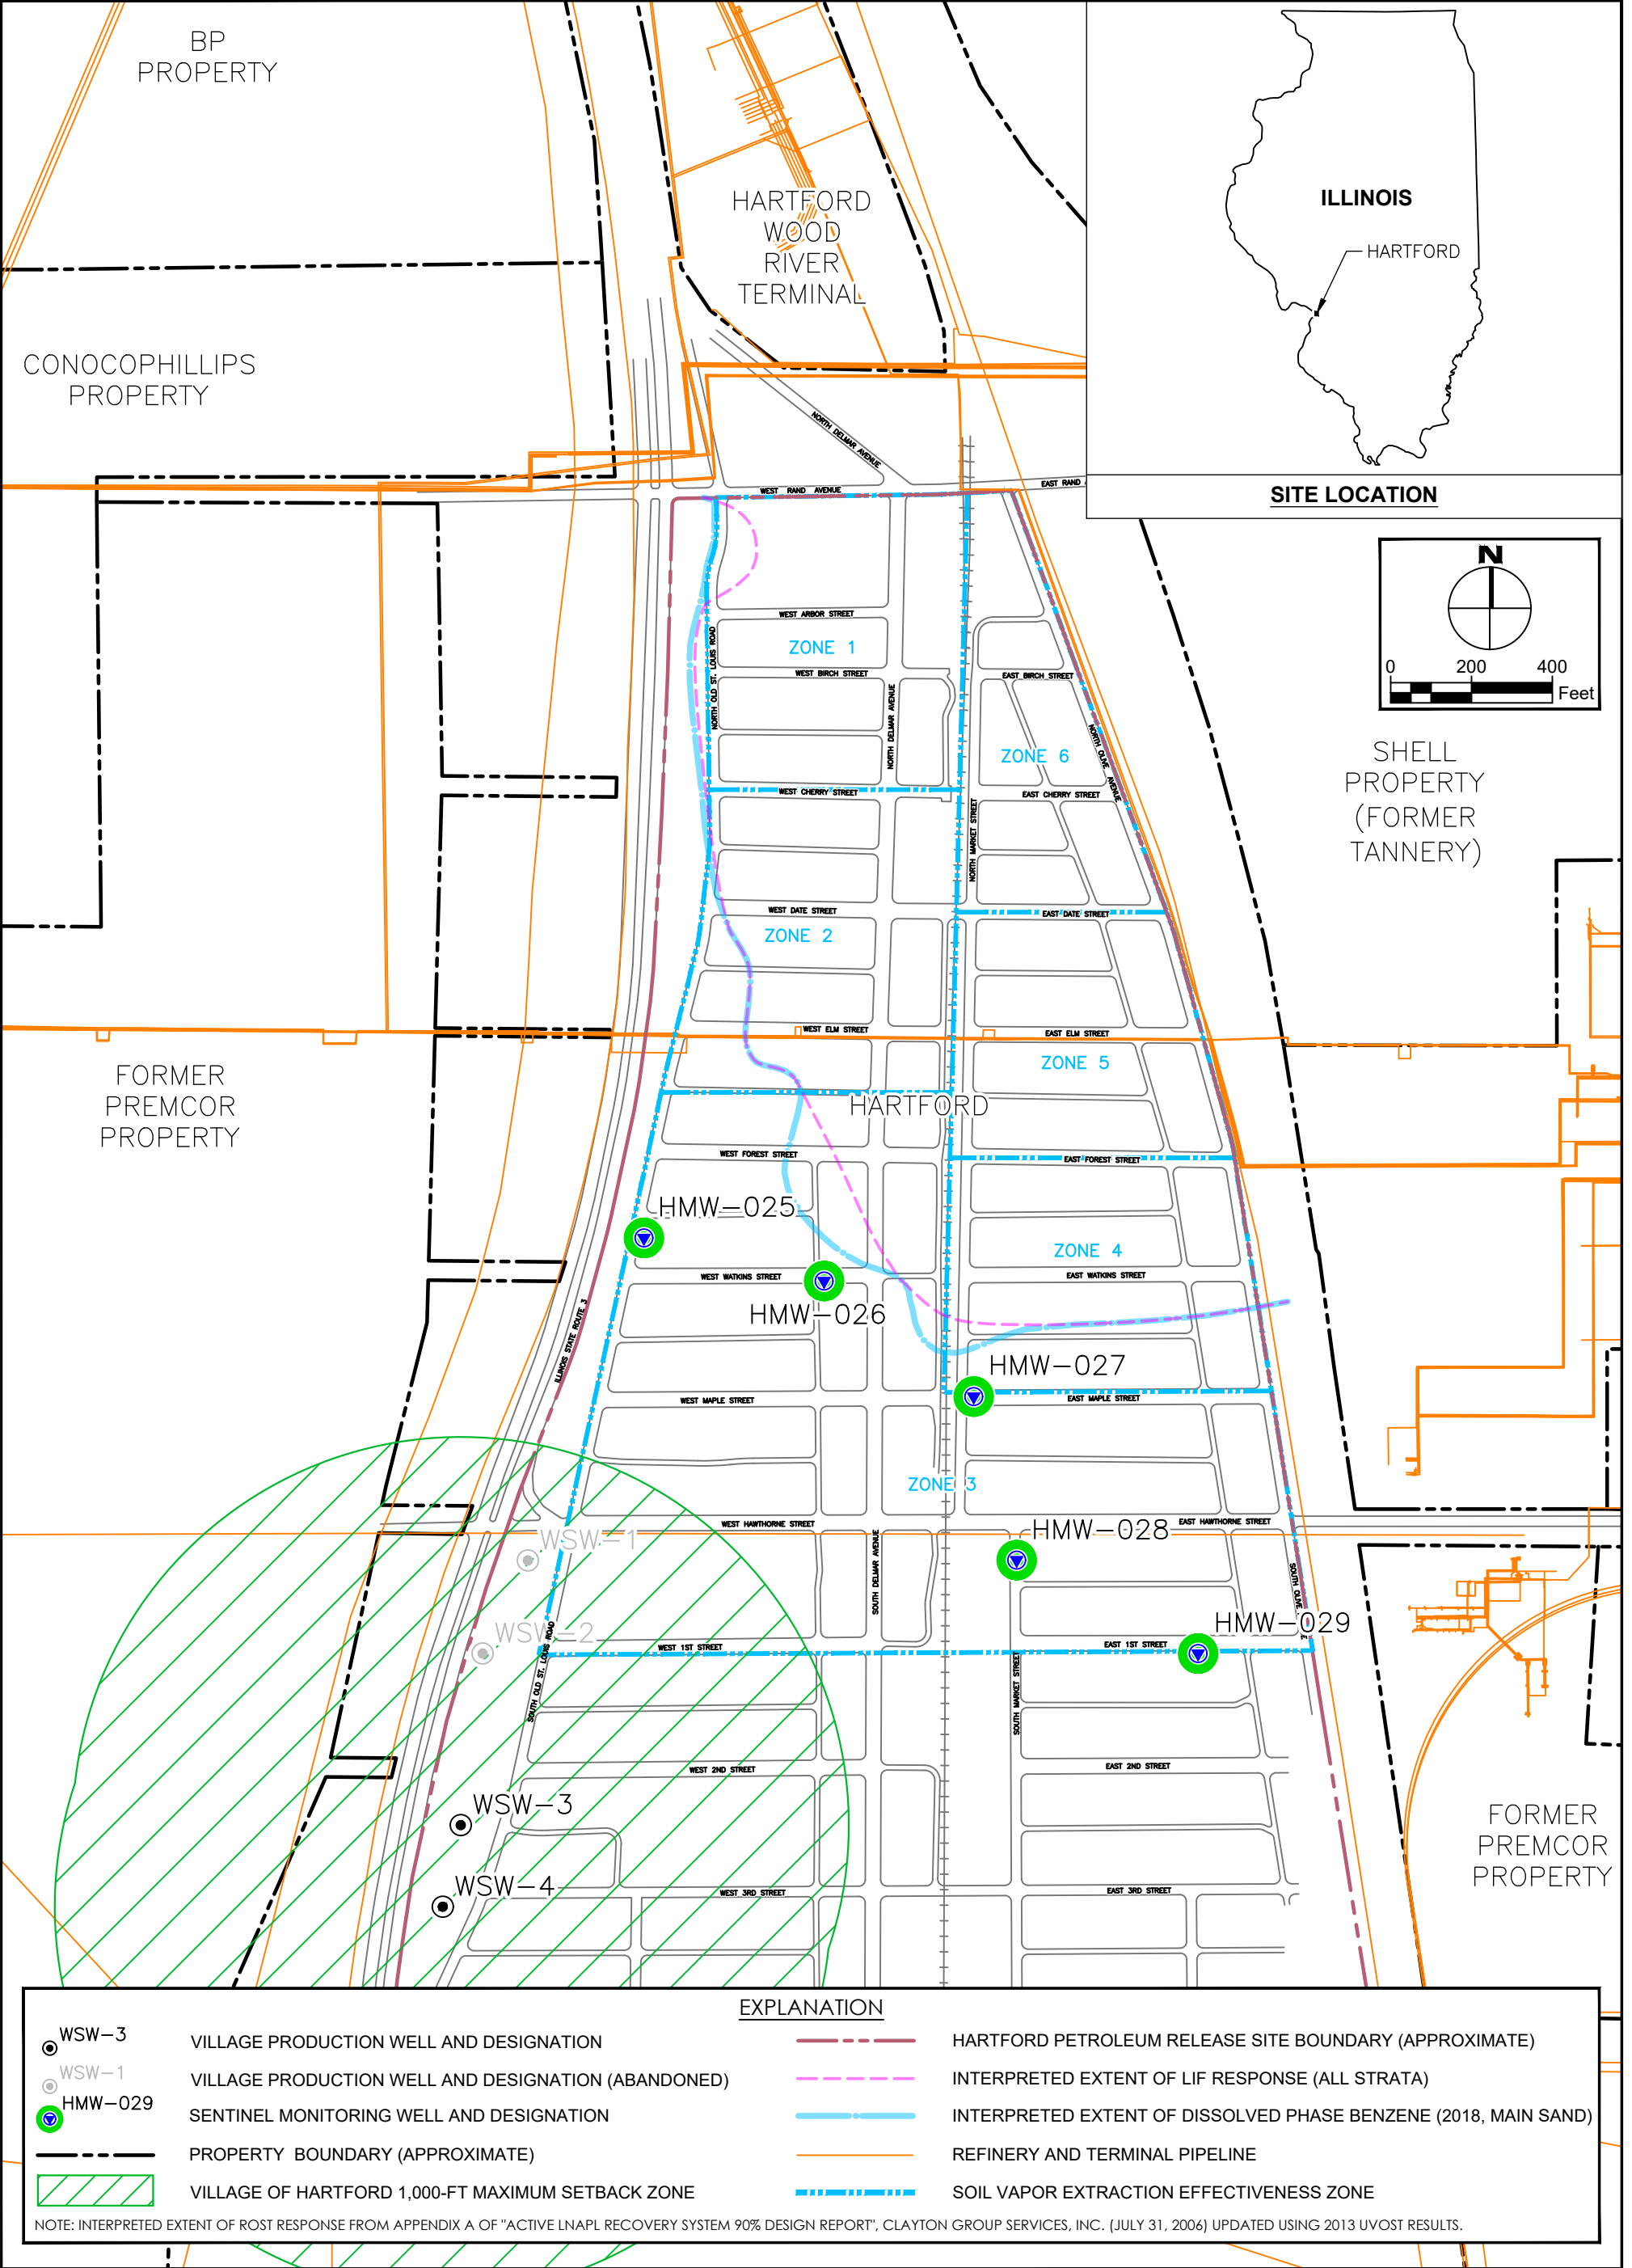 BP
PROPERTY
HARTFORD
WOOD
RIVER
TERMINAL
CONOCOPHILLIPS
PROPERTY
ILLINOIS
HARTFORD
SITE LOCATION
N
0 200 400
Feet
NORTH DELMAR AVENUE
WEST RAND AVENUE
EAST RAND
WEST ARBOR STREET
ZONE 1
NORTH OLD ST. LOUIS ROAD
WEST BIRCH STREET
EAST BIRCH STREET
NORTH DELMAR AVENUE
NORTH OLIVE AVENUE
ZONE 6
SHELL
PROPERTY
(FORMER
TANNERY)
WEST CHERRY STREET
EAST CHERRY STREET
NORTH MARKET STREET
WEST DATE STREET
EAST DATE STREET
ZONE 2
WEST ELM STREET
EAST ELM STREET
ZONE 5
FORMER
PREMCOR
PROPERTY
HARTFORD
WEST FOREST STREET
EAST FOREST STREET
HMW-025
ZONE 4
WEST WATKINS STREET
EAST WATKINS STREET
HMW-026
ILLINOIS STATE ROUTE 3
HMW-027
WEST MAPLE STREET
EAST MAPLE STREET
ZONE 3
WEST HAWTHORNE STREET
EAST HAWTHORNE STREET
WSW-1
HMW-028
SOUTH DELMAR AVENUE
SOUTH OLIVE
WSW-2
HMW-029
WEST 1ST STREET
EAST 1ST STREET
SOUTH OLD ST. LOUIS ROAD
SOUTH MARKET STREET
WEST 2ND STREET
EAST 2ND STREET
WSW-3
FORMER
PREMCOR
PROPERTY
WSW-4
WEST 3RD STREET
EAST 3RD STREET
EXPLANATION
WSW-3 VILLAGE PRODUCTION WELL AND DESIGNATION
WSW-1 VILLAGE PRODUCTION WELL AND DESIGNATION (ABANDONED)
HMW-029 SENTINEL MONITORING WELL AND DESIGNATION
PROPERTY BOUNDARY (APPROXIMATE)
VILLAGE OF HARTFORD 1,000-FT MAXIMUM SETBACK ZONE
HARTFORD PETROLEUM RELEASE SITE BOUNDARY (APPROXIMATE)
INTERPRETED EXTENT OF LIF RESPONSE (ALL STRATA)
INTERPRETED EXTENT OF DISSOLVED PHASE BENZENE (2018, MAIN SAND)
REFINERY AND TERMINAL PIPELINE
SOIL VAPOR EXTRACTION EFFECTIVENESS ZONE
NOTE: INTERPRETED EXTENT OF ROST RESPONSE FROM APPENDIX A OF "ACTIVE LNAPL RECOVERY SYSTEM 90% DESIGN REPORT", CLAYTON GROUP SERVICES, INC. (JULY 31, 2006) UPDATED USING 2013 UVOST RESULTS.